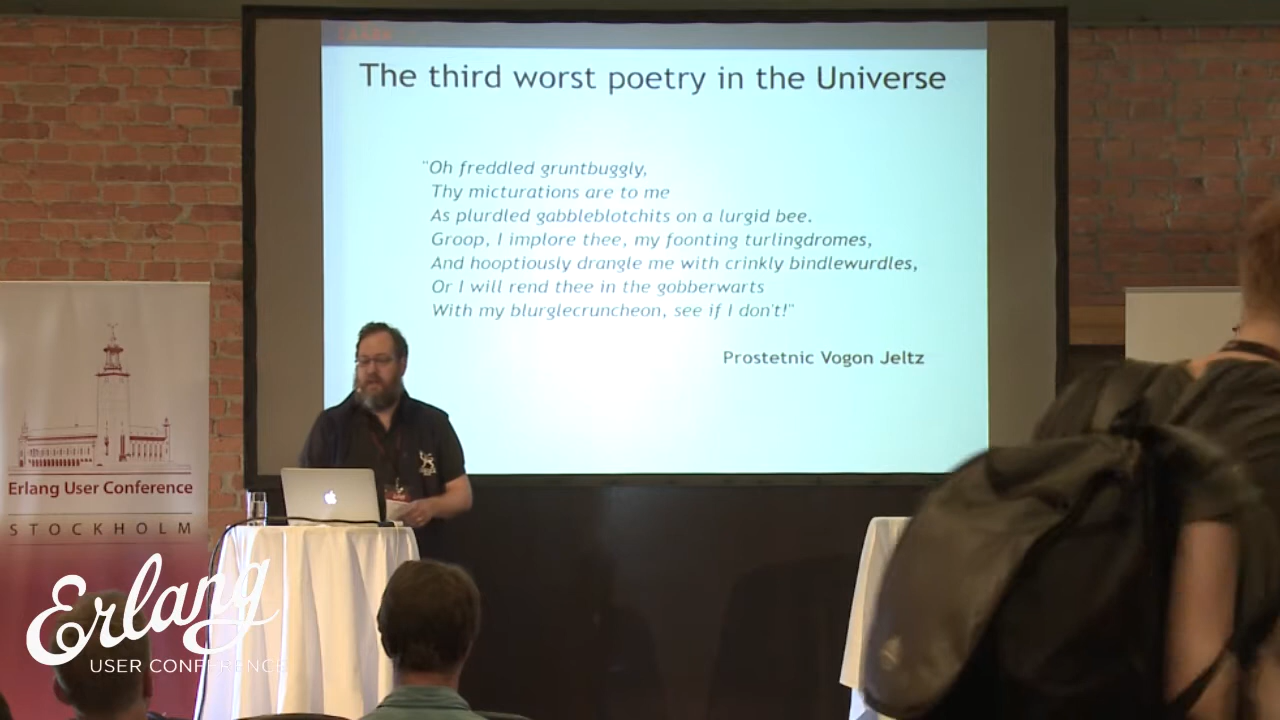 The third worst poetry in the Universe
"Oh freddled gruntbuggly,
Thy micturations are to me
As plurdled gabbleblotchits on a lurgid bee.
Groop, I implore thee, my foonting turlingdromes,
And hooptiously drangle me with crinkly bindlewurdles,
Or I will rend thee in the gobberwarts
With my blurglecruncheon, see if I don't!"
Prostetnic Vogon Jeltz
Erlang User Conference
STOCKHOLM
Erlang
USER CONFERENCE